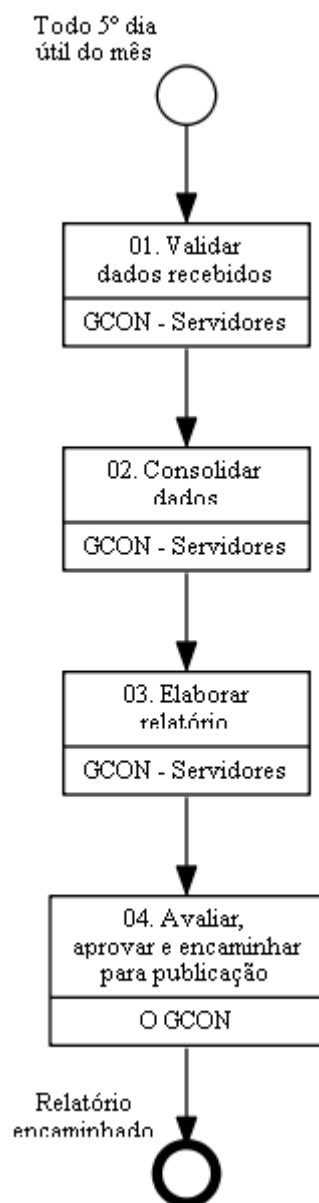 Todo 5º dia
útil do mês
01. Validar
dados recebidos
GCON - Servidores
02. Consolidar
dados
GCON - Servidores
03. Elaborar
relatório
GCON - Servidores
04. Avaliar,
aprovar e encaminhar
para publicação
O GCON
Relatório
encaminhado